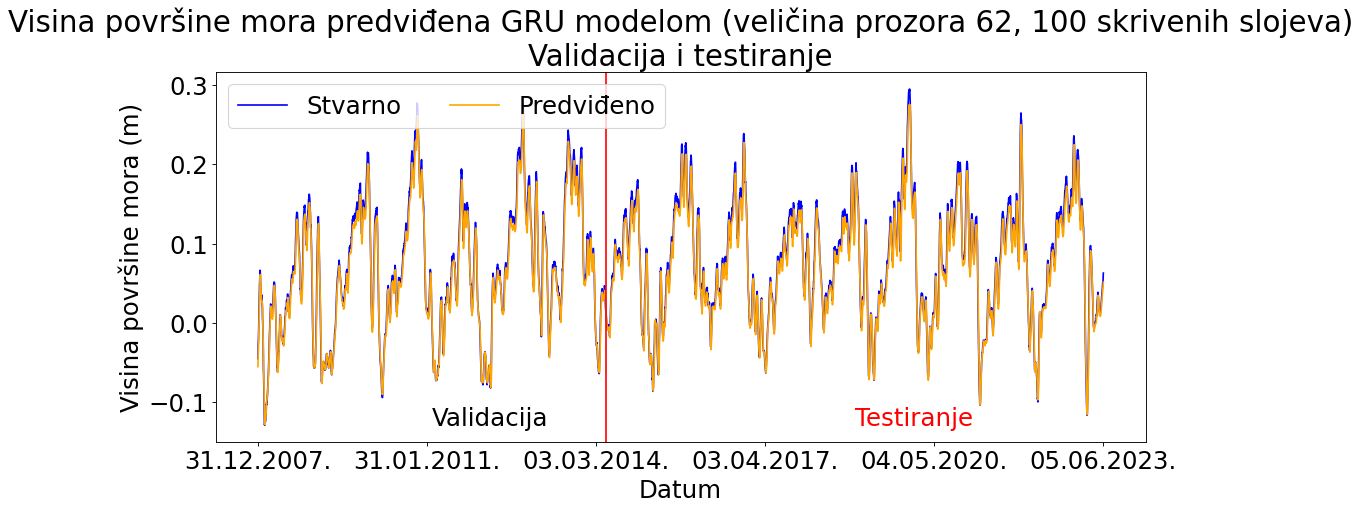 Visina površine mora predviđena GRU modelom (veličina prozora 62, 100 skrivenih slojeva)
Validacija i testiranje
Stvarno
Predviđeno
Visina površine mora (m)
0.3
0.2
0.1
0.0
−0.1
Validacija
Testiranje
31.12.2007.
31.01.2011.
03.03.2014.
03.04.2017.
04.05.2020.
05.06.2023.
Datum